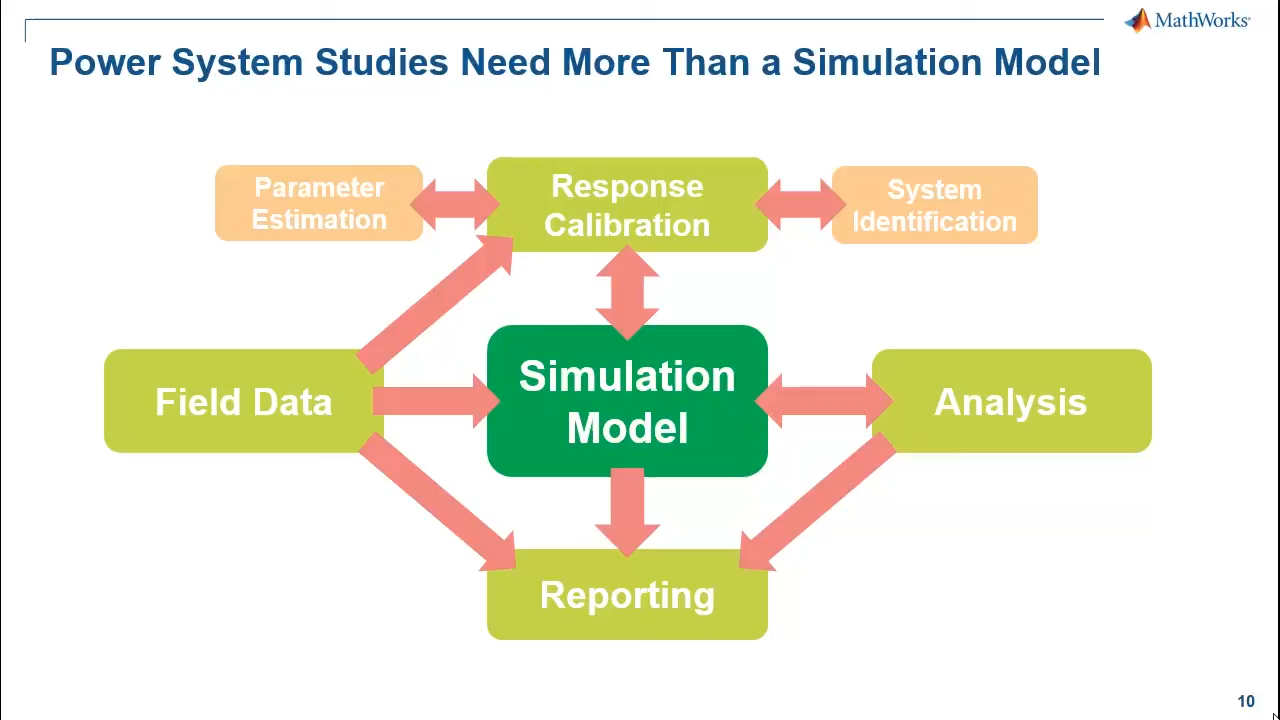 MathWorks
Power System Studies Need More Than a Simulation Model
Parameter
Estimation
Response
Calibration
System
Identification
Field Data
Simulation
Model
Analysis
Reporting
10